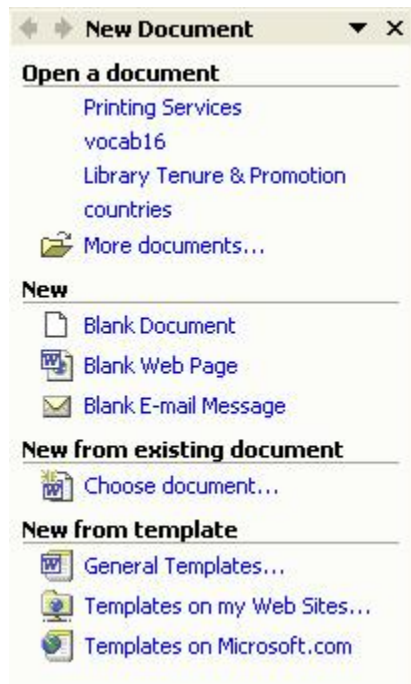 New Document
Open a document
Printing Services
vocab16
Library Tenure & Promotion
countries
More documents...
New
Blank Document
Blank Web Page
Blank E-mail Message
New from existing document
Choose document...
New from template
General Templates...
Templates on my Web Sites...
Templates on Microsoft.com